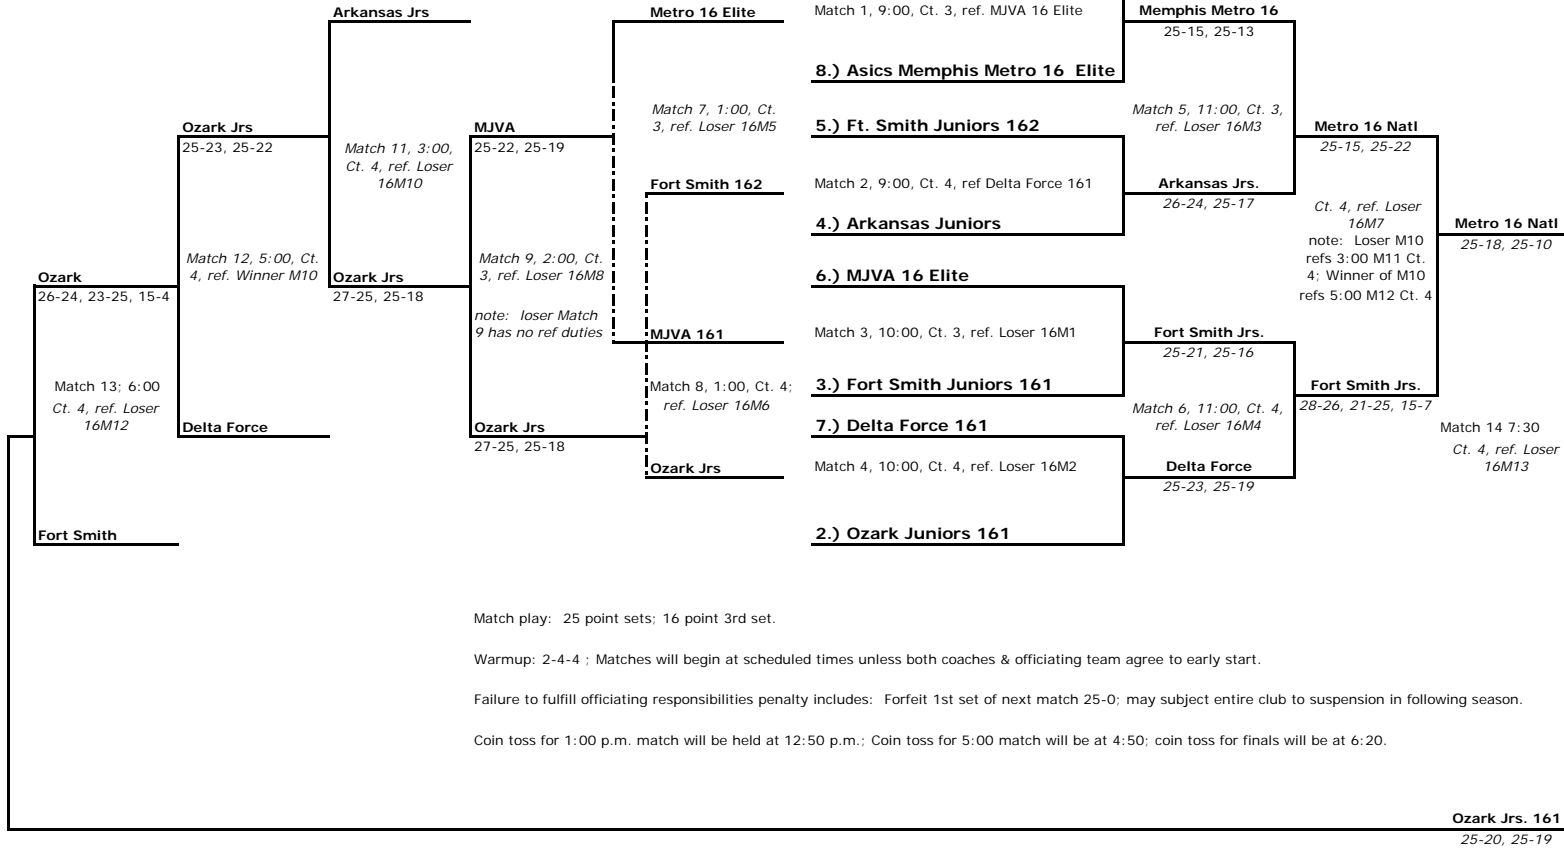 Arkansas Jrs
Metro 16 Elite
Match 1, 9:00, Ct. 3, ref. MJVA 16 Elite
Memphis Metro 16
25-15, 25-13
8.) Asics Memphis Metro 16  Elite
Match 7, 1:00, Ct.
3, ref. Loser 16M5
Match 5, 11:00, Ct. 3,
ref. Loser 16M3
Ozark Jrs
25-23, 25-22
MJVA
25-22, 25-19
5.) Ft. Smith Juniors 162
Metro 16 Natl
25-15, 25-22
Match 11, 3:00,
Ct. 4, ref. Loser
16M10
Fort Smith 162
Match 2, 9:00, Ct. 4, ref Delta Force 161
Arkansas Jrs.
26-24, 25-17
4.) Arkansas Juniors
Ct. 4, ref. Loser
16M7
note:  Loser M10
refs 3:00 M11 Ct.
4; Winner of M10
refs 5:00 M12 Ct. 4
Metro 16 Natl
25-18, 25-10
Match 12, 5:00, Ct.
4, ref. Winner M10
Match 9, 2:00, Ct.
3, ref. Loser 16M8
note:  loser Match
9 has no ref duties
Ozark
26-24, 23-25, 15-4
Ozark Jrs
27-25, 25-18
6.) MJVA 16 Elite
MJVA 161
Match 3, 10:00, Ct. 3, ref. Loser 16M1
Fort Smith Jrs.
25-21, 25-16
Match 13; 6:00
Ct. 4, ref. Loser
16M12
Match 8, 1:00, Ct. 4;
ref. Loser 16M6
3.) Fort Smith Juniors 161
Fort Smith Jrs.
28-26, 21-25, 15-7
Match 6, 11:00, Ct. 4,
ref. Loser 16M4
Delta Force
Ozark Jrs
27-25, 25-18
7.) Delta Force 161
Match 14 7:30
Ct. 4, ref. Loser
16M13
Ozark Jrs
Match 4, 10:00, Ct. 4, ref. Loser 16M2
Delta Force
25-23, 25-19
Fort Smith
2.) Ozark Juniors 161
Match play:  25 point sets; 16 point 3rd set.
Warmup: 2-4-4 ; Matches will begin at scheduled times unless both coaches & officiating team agree to early start.
Failure to fulfill officiating responsibilities penalty includes:  Forfeit 1st set of next match 25-0; may subject entire club to suspension in following season.
Coin toss for 1:00 p.m. match will be held at 12:50 p.m.; Coin toss for 5:00 match will be at 4:50; coin toss for finals will be at 6:20.
Ozark Jrs. 161
25-20, 25-19